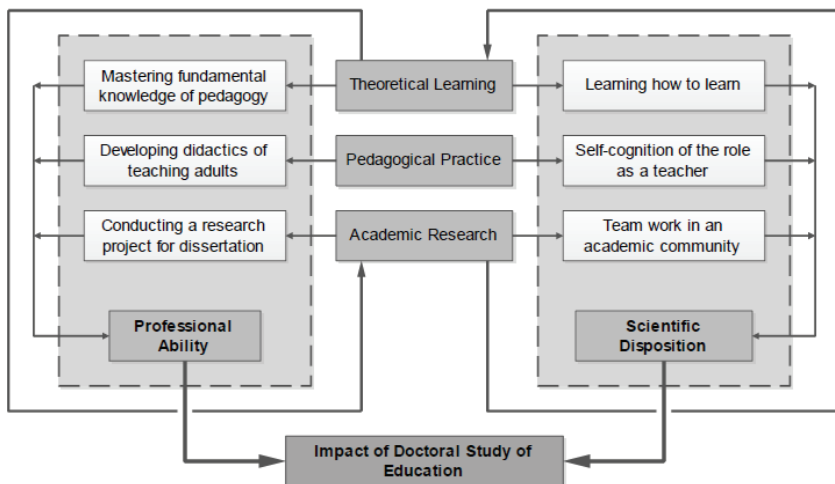 Mastering fundamental
knowledge of pedagogy
Theoretical Learning
Learning how to learn
Developing didactics of
teaching adults
Pedagogical Practice
Self-cognition of the role
as a teacher
Conducting a research
project for dissertation
Academic Research
Team work in an
academic community
Professional
Ability
Scientific
Disposition
Impact of Doctoral Study of
Education